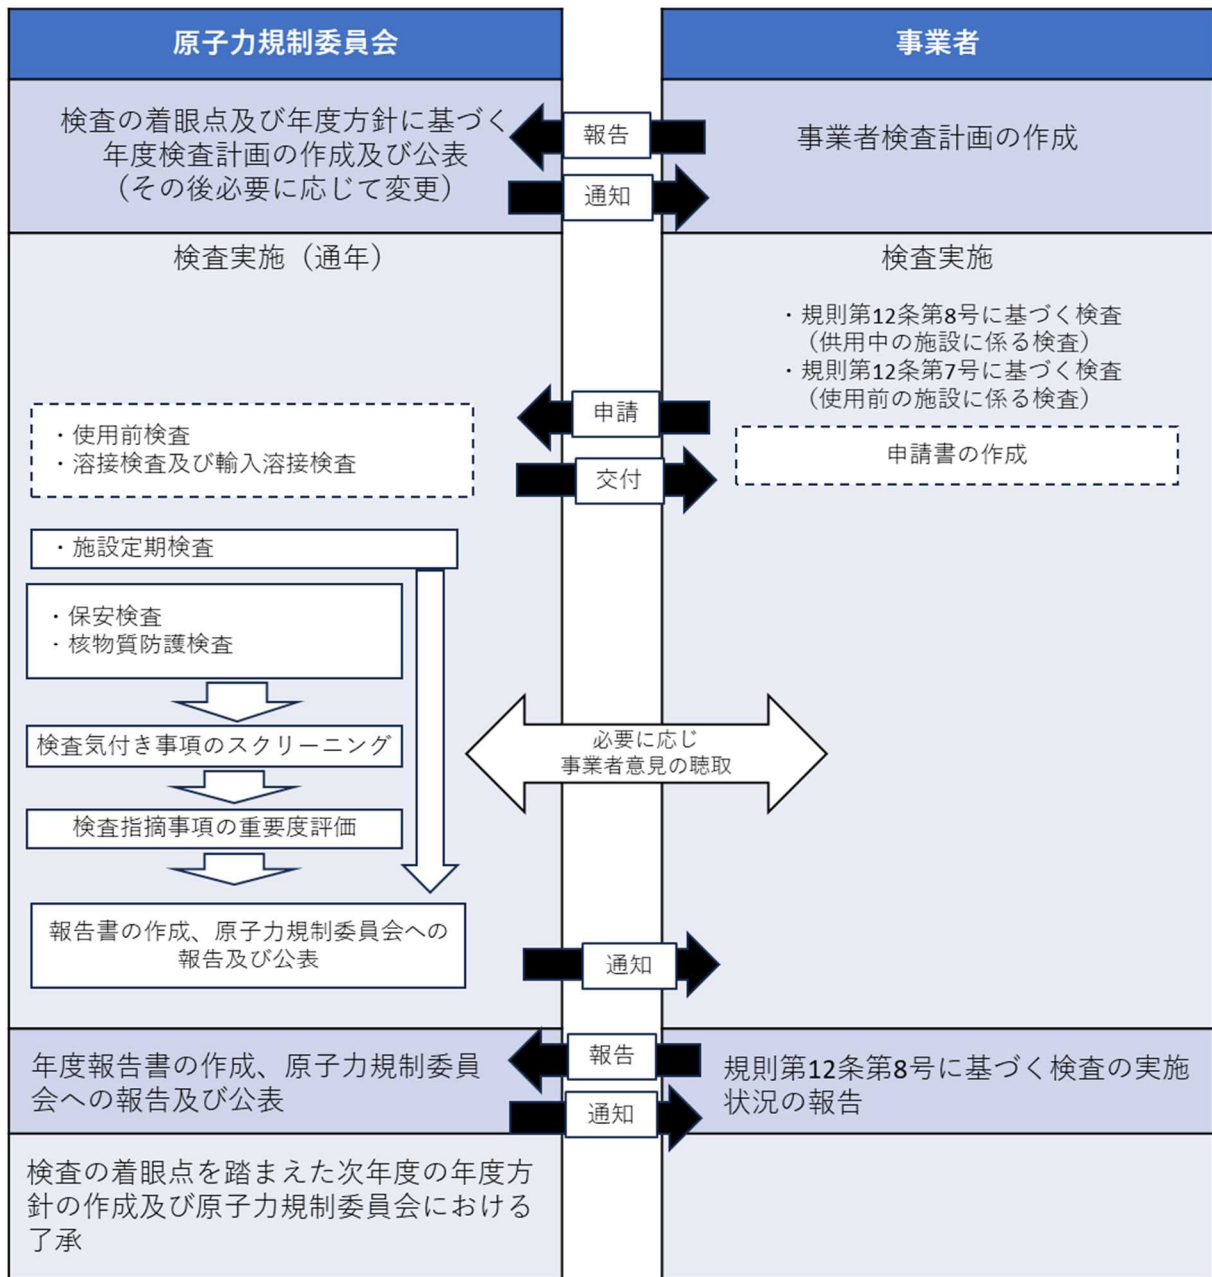 原子力規制委員会
事業者
検査の着眼点及び年度方針に基づく
年度検査計画の作成及び公表
（その後必要に応じて変更）
報告
通知
事業者検査計画の作成
検査実施（通年）
検査実施
・規則第12条第8号に基づく検査
（供用中の施設に係る検査）
・規則第12条第7号に基づく検査
（使用前の施設に係る検査）
・使用前検査
・溶接検査及び輸入溶接検査
申請
交付
申請書の作成
・施設定期検査
・保安検査
・核物質防護検査
検査気付き事項のスクリーニング
必要に応じ
事業者意見の聴取
検査指摘事項の重要度評価
報告書の作成、原子力規制委員会への
報告及び公表
通知
年度報告書の作成、原子力規制委員
会への報告及び公表
報告
通知
規則第12条第8号に基づく検査の実施
状況の報告
検査の着眼点を踏まえた次年度の年度方
針の作成及び原子力規制委員会における
了承